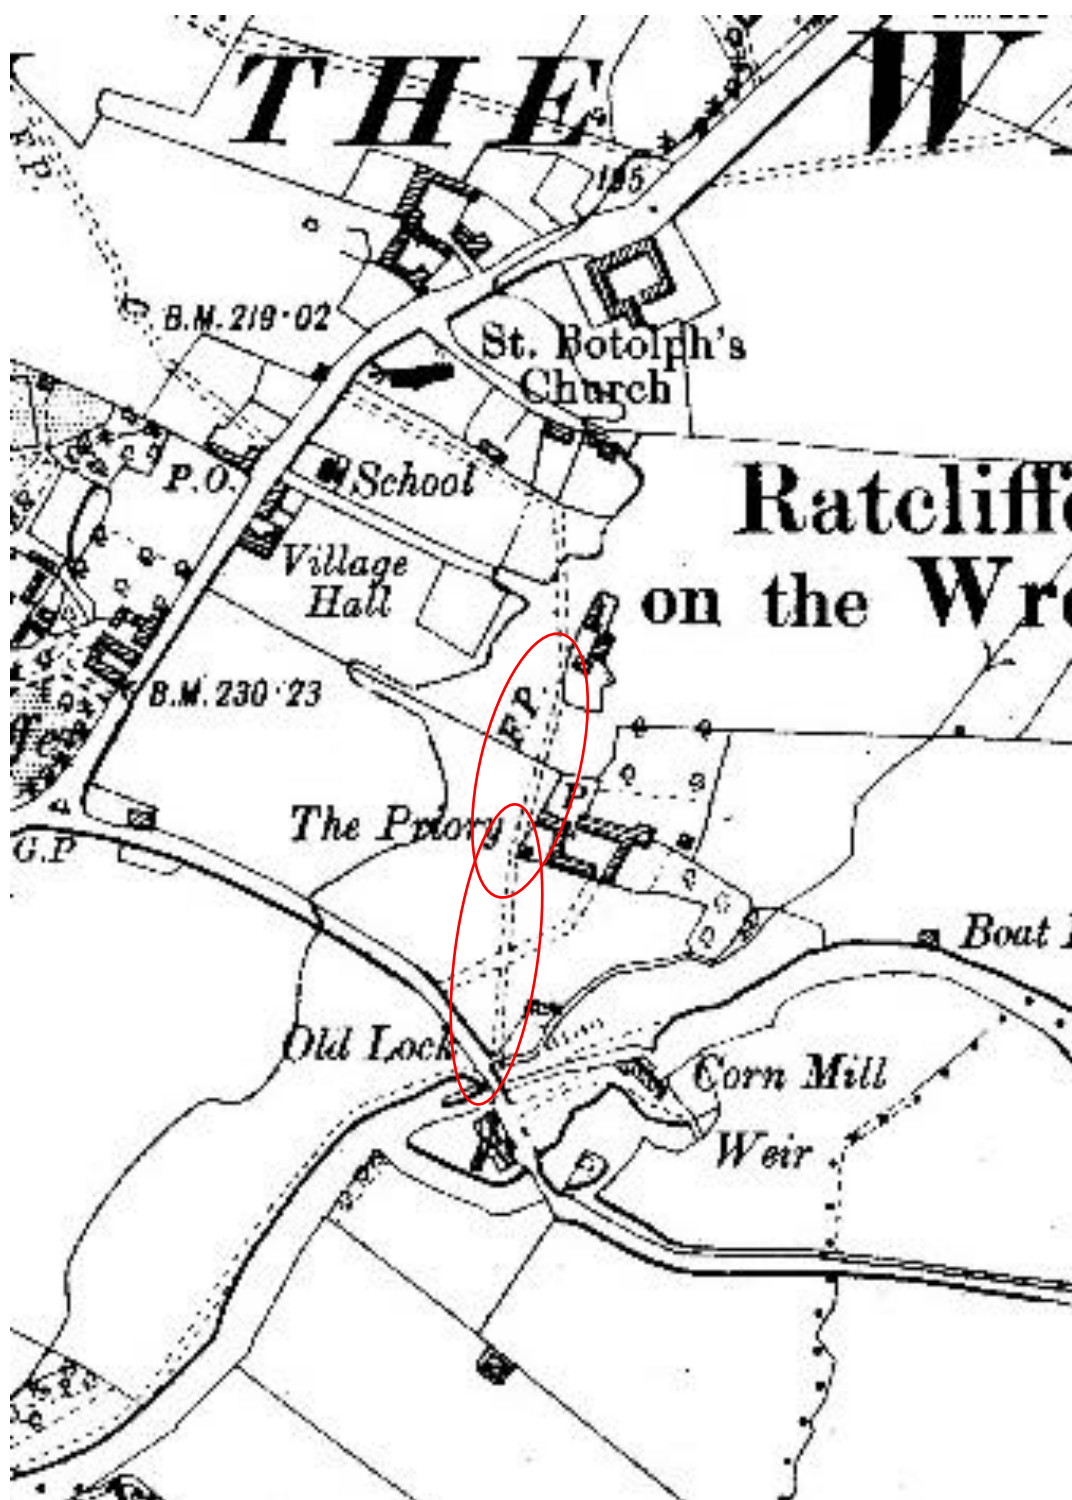 THE W
195
B.M. 219·02
St. Botolph's
Church
P.O.
School
Ratcliffe
on the Wre
Village
Hall
B.M. 230·23
F.P.
P
The Priory
G.P
Boat
Old Lock
Corn Mill
Weir